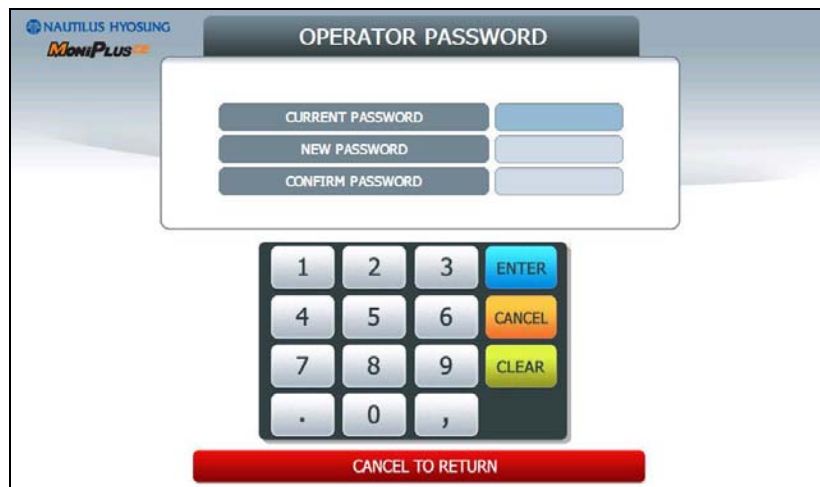 NAUTILUS HYOSUNG
MoniPlus CE
OPERATOR PASSWORD
CURRENT PASSWORD
NEW PASSWORD
CONFIRM PASSWORD
1 2 3 ENTER
4 5 6 CANCEL
7 8 9 CLEAR
. 0 ,
CANCEL TO RETURN